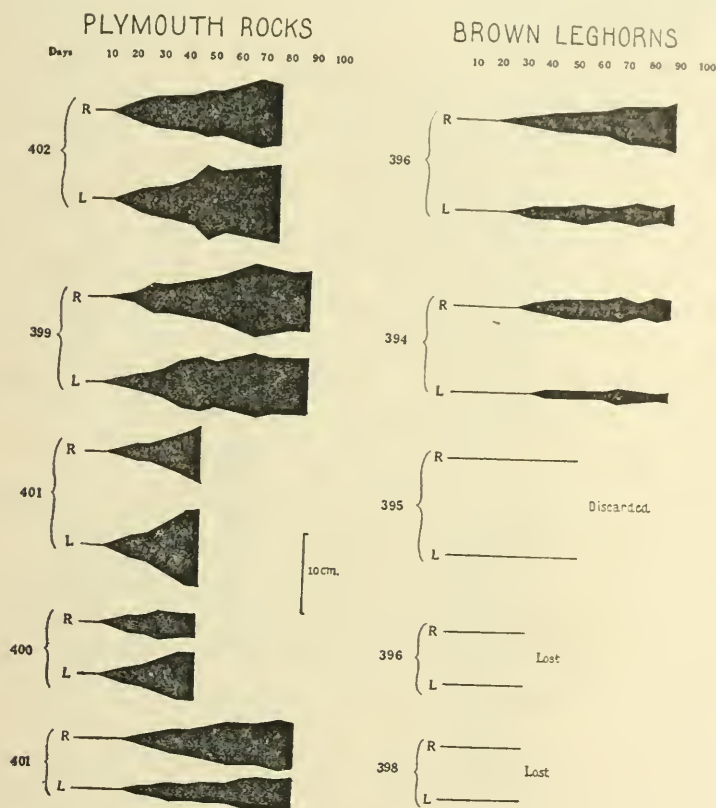 PLYMOUTH ROCKS
Days 10 20 30 40 50 60 70 80 90 100
R
402
L
R
399
L
R
401
L
10 cm.
R
400
L
R
401
L
BROWN LEGHORNS
10 20 30 40 50 60 70 80 90 100
R
396
L
R
394
L
R
395
Discarded
L
R
396
Lost
L
R
398
Lost
L